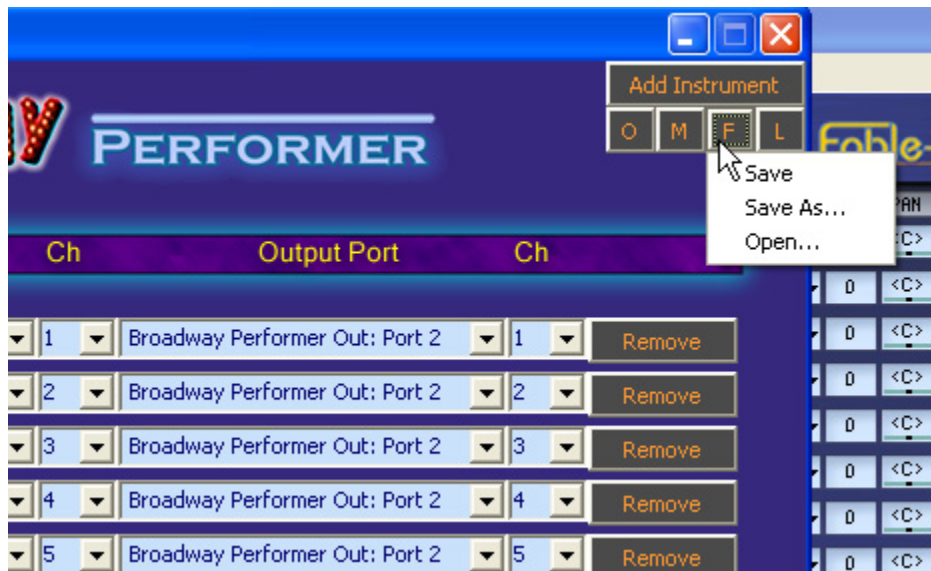 Add Instrument
O M F L
PERFORMER
Save
Save As...
Open...
Ch Output Port Ch
<C>
0 <C>
1 Broadway Performer Out: Port 2 1 Remove 0 <C>
2 Broadway Performer Out: Port 2 2 Remove 0 <C>
3 Broadway Performer Out: Port 2 3 Remove 0 <C>
0 <C>
4 Broadway Performer Out: Port 2 4 Remove 0 <C>
5 Broadway Performer Out: Port 2 5 Remove 0 <C>